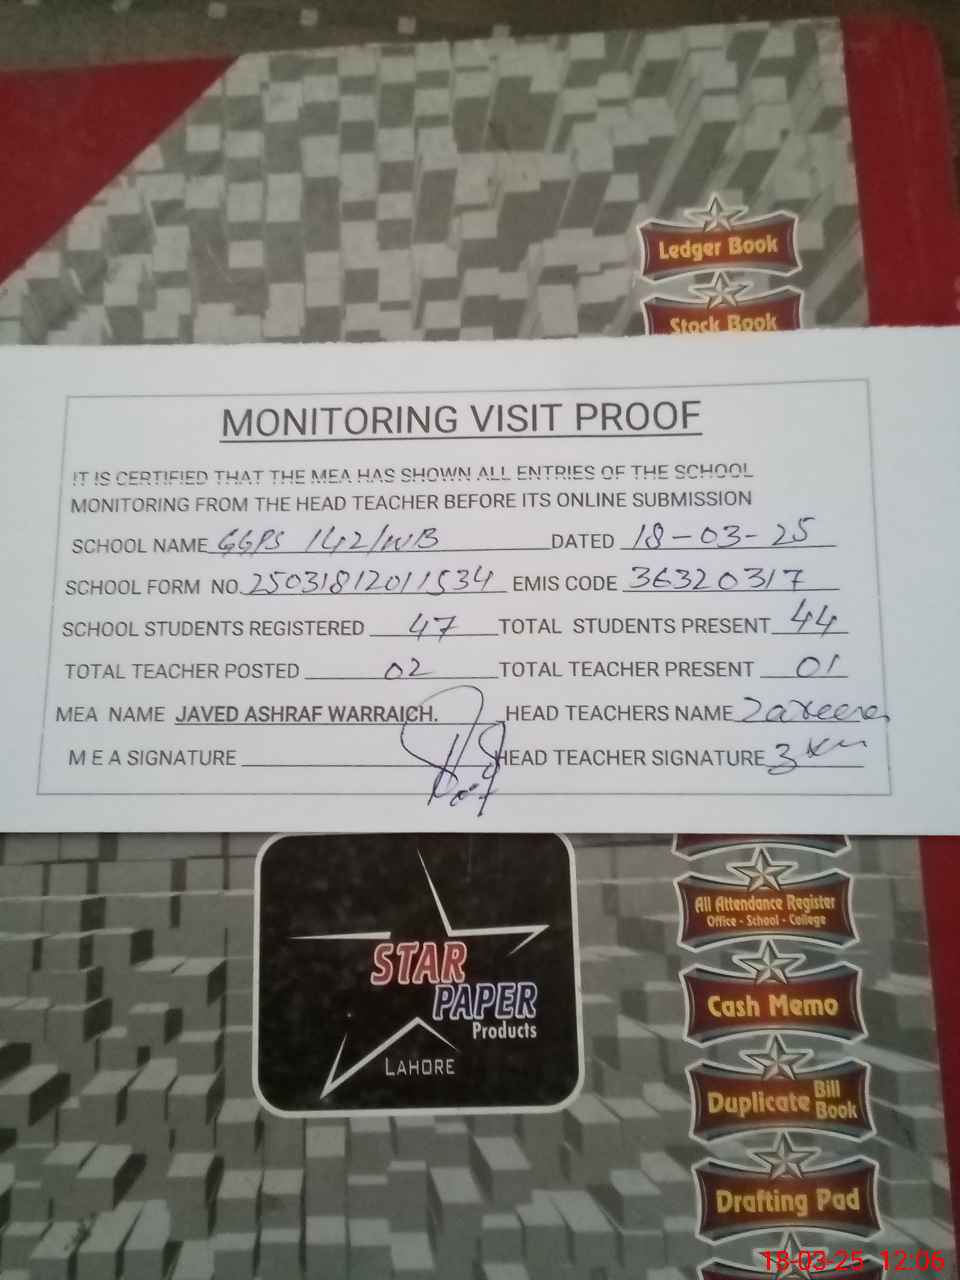 Ledger Book
Stock Book
MONITORING VISIT PROOF
IT IS CERTIFIED THAT THE MEA HAS SHOWN ALL ENTRIES OF THE SCHOOL
MONITORING FROM THE HEAD TEACHER BEFORE ITS ONLINE SUBMISSION
SCHOOL NAME GGPS 142/WB DATED 18-03-25
SCHOOL FORM NO. 25031812011534 EMIS CODE 36320317
SCHOOL STUDENTS REGISTERED 47 TOTAL STUDENTS PRESENT 44
TOTAL TEACHER POSTED 02 TOTAL TEACHER PRESENT 01
MEA NAME JAVED ASHRAF WARRAICH. HEAD TEACHERS NAME
M E A SIGNATURE HEAD TEACHER SIGNATURE
All Attendance Register
Office - School - College
STAR
PAPER
Products
LAHORE
Cash Memo
Duplicate Bill Book
Drafting Pad
18-03-25 12:06